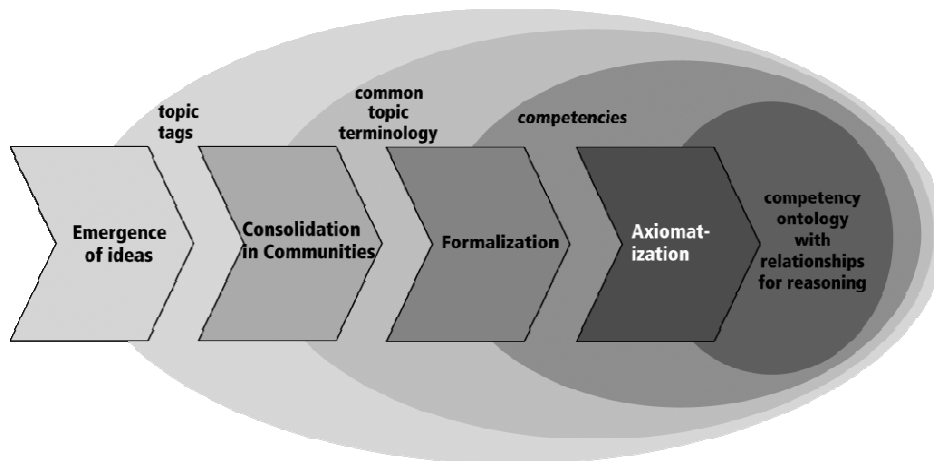 topic
tags
common
topic
terminology
competencies
Emergence
of ideas
Consolidation
in Communities
Formalization
Axiomat-
ization
competency
ontology
with
relationships
for reasoning